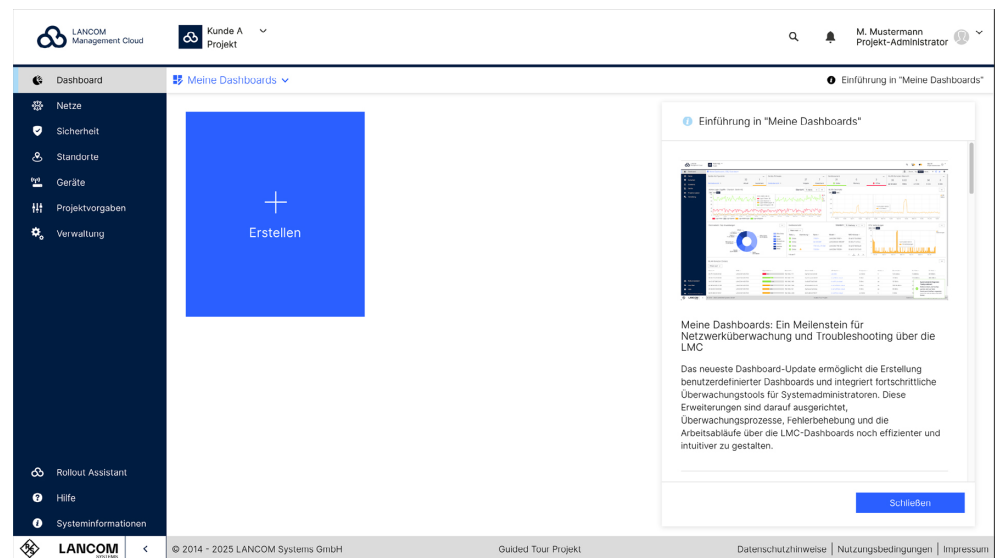 LANCOM
Management Cloud
Kunde A
Projekt
M. Mustermann
Projekt-Administrator
Dashboard
Meine Dashboards
Einführung in "Meine Dashboards"
Netze
Sicherheit
Standorte
Geräte
Projektvorgaben
Verwaltung
Erstellen
Einführung in "Meine Dashboards"
Meine Dashboards: Ein Meilenstein für
Netzwerküberwachung und Troubleshooting über die
LMC
Das neueste Dashboard-Update ermöglicht die Erstellung
benutzerdefinierter Dashboards und integriert fortschrittliche
Überwachungstools für Systemadministratoren. Diese
Erweiterungen sind darauf ausgerichtet,
Überwachungsprozesse, Fehlerbehebung und die
Arbeitsabläufe über die LMC-Dashboards noch effizienter und
intuitiver zu gestalten.
Schließen
Rollout Assistant
Hilfe
Systeminformationen
LANCOM
SYSTEMS
© 2014 - 2025 LANCOM Systems GmbH
Guided Tour Projekt
Datenschutzhinweise | Nutzungsbedingungen | Impressum